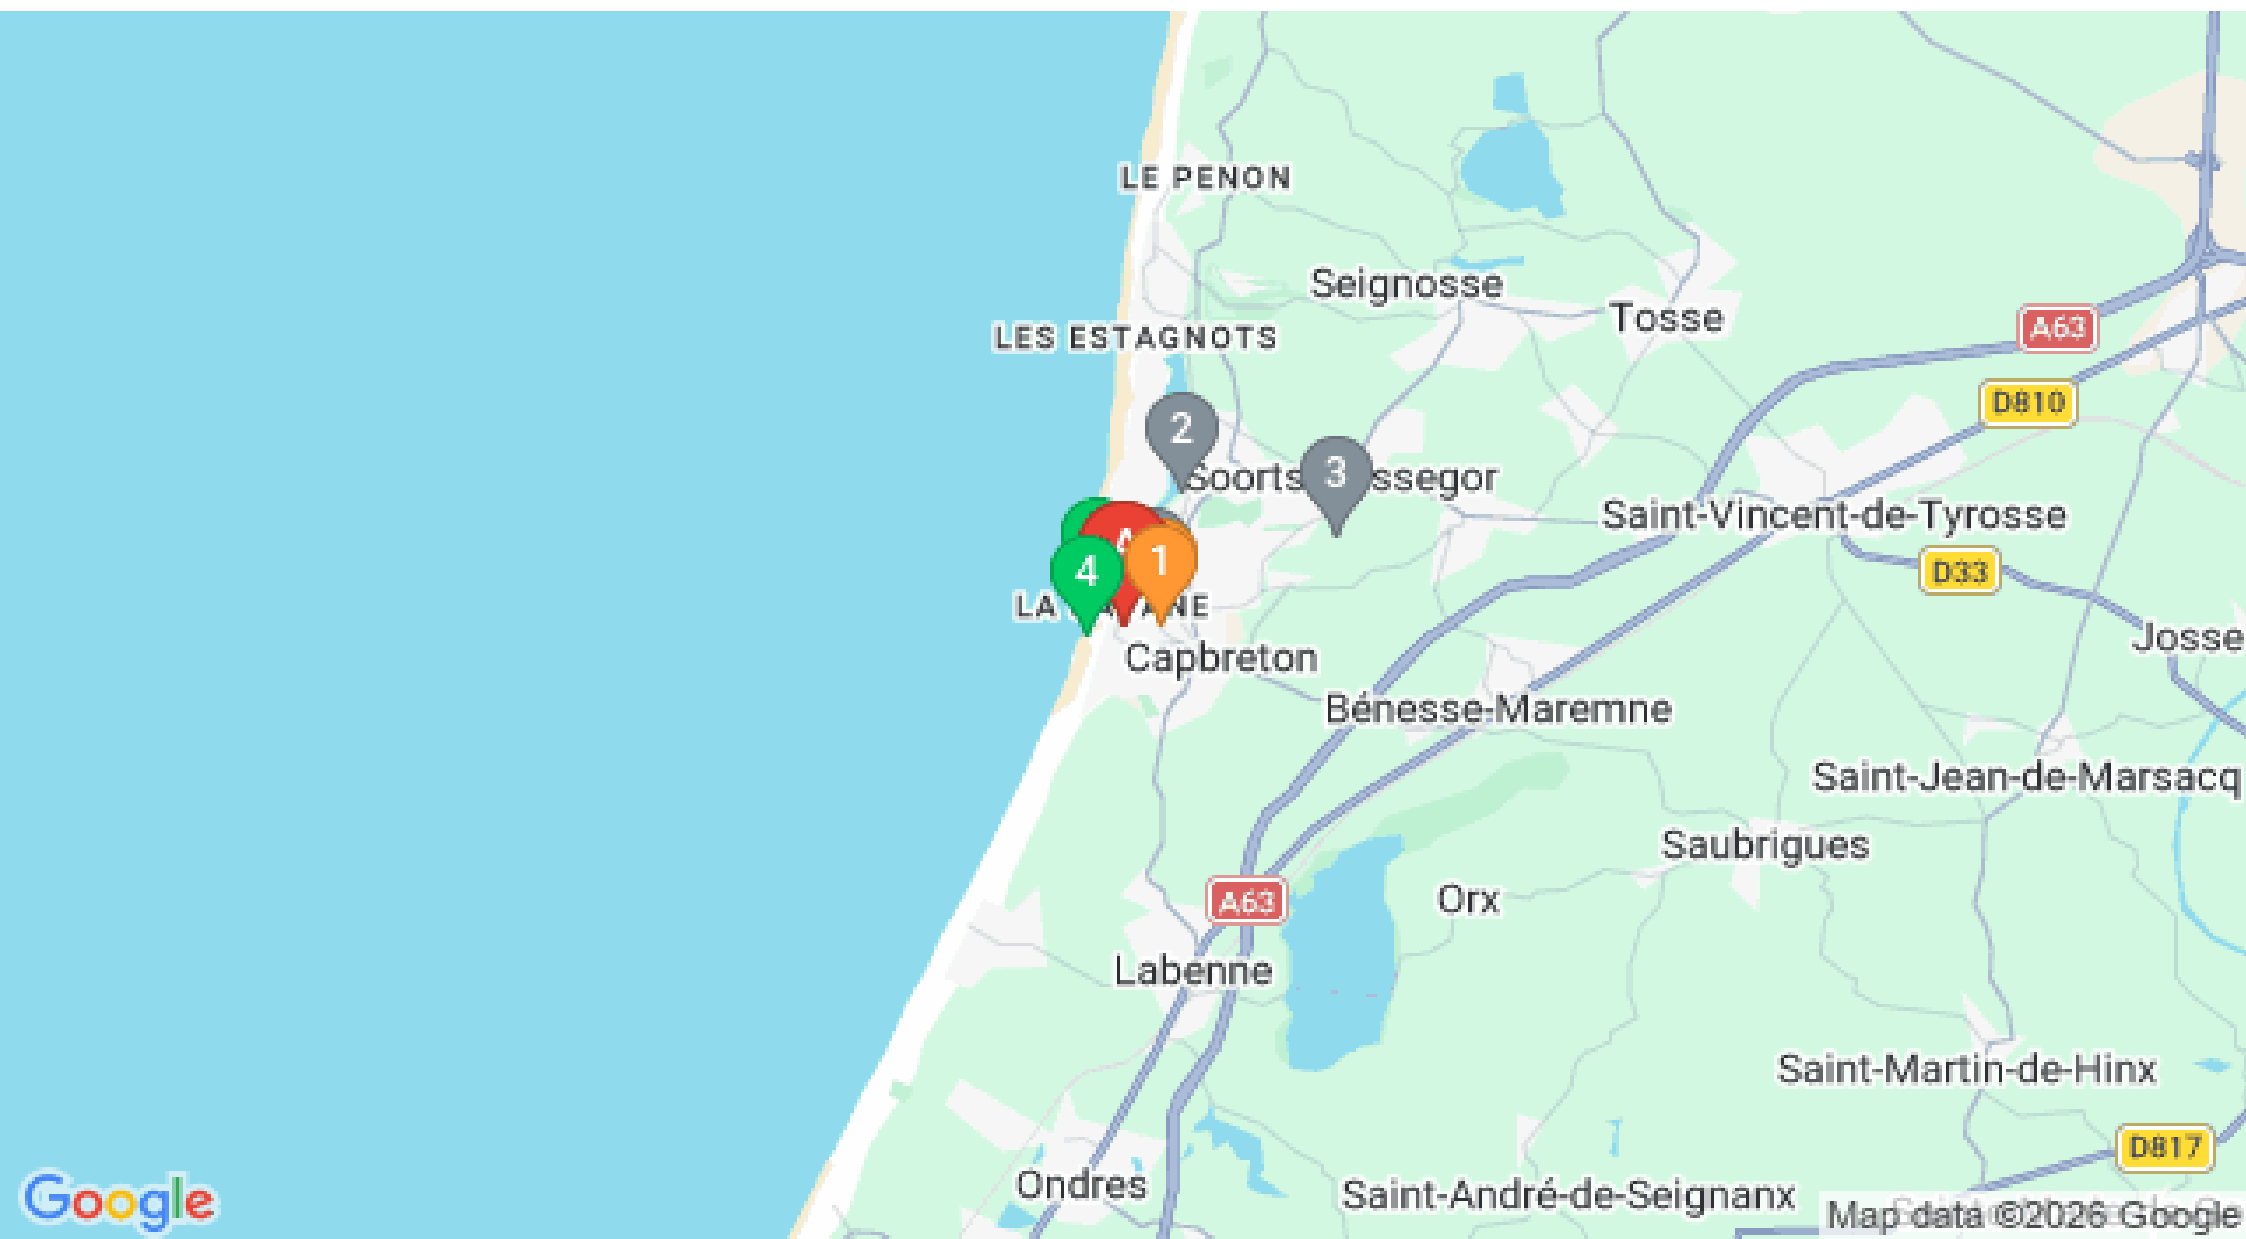 LE PENON
Seignosse
Tosse
LES ESTAGNOTS
A63
D810
2
3
Saint-Vincent-de-Tyrosse
A
1
4
D33
LA
NE
Josse
Capbreton
Bénesse-Maremne
Saint-Jean-de-Marsacq
Saubrigues
A63
Orx
Labenne
Saint-Martin-de-Hinx
D817
Ondres
Saint-André-de-Seignanx
Google
Map data ©2026 Google